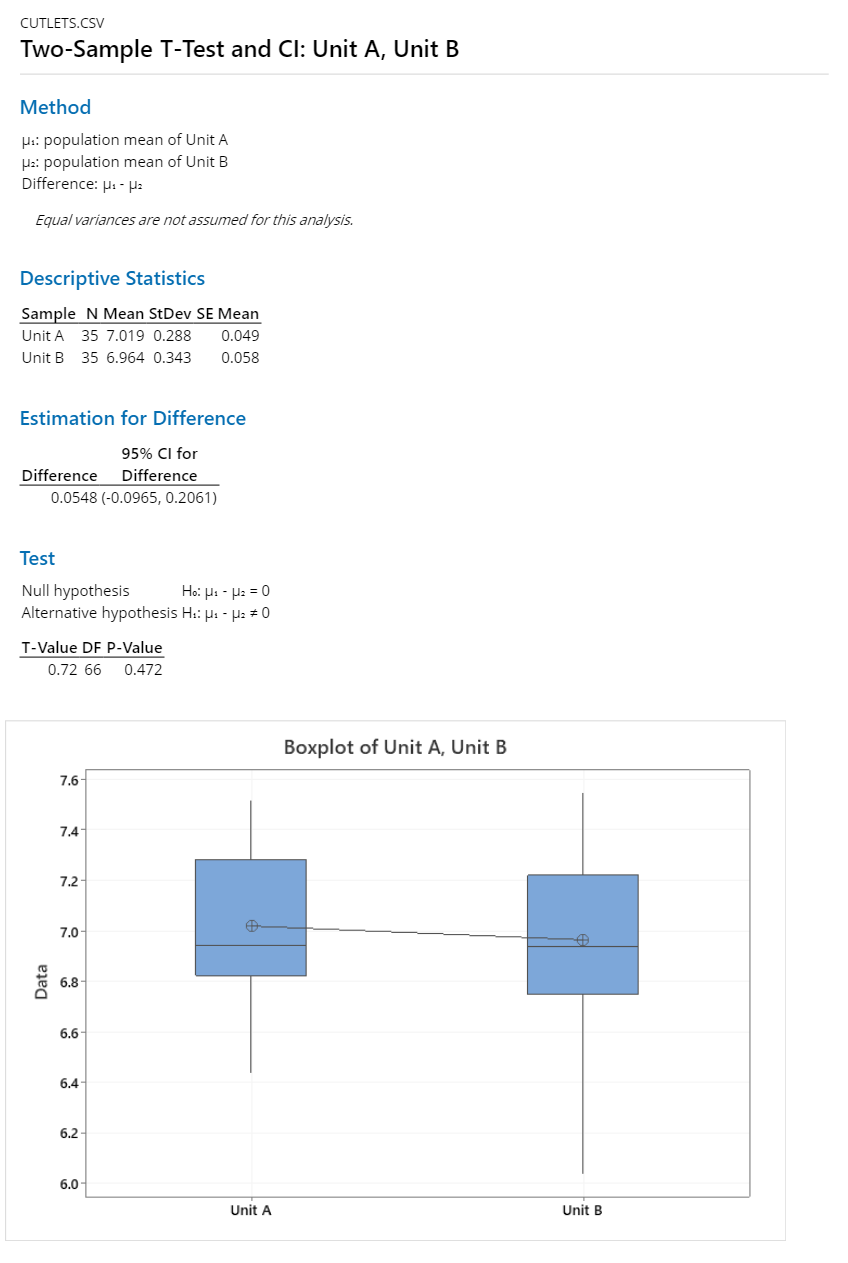 CUTLETS.CSV
Two-Sample T-Test and CI: Unit A, Unit B
Method
μ₁: population mean of Unit A
μ₂: population mean of Unit B
Difference: μ₁ - μ₂
Equal variances are not assumed for this analysis.
Descriptive Statistics
Sample N Mean StDev SE Mean
Unit A 35 7.019 0.288 0.049
Unit B 35 6.964 0.343 0.058
Estimation for Difference
95% CI for
Difference Difference
0.0548 (-0.0965, 0.2061)
Test
Null hypothesis H₀: μ₁ - μ₂ = 0
Alternative hypothesis H₁: μ₁ - μ₂ ≠ 0
T-Value DF P-Value
0.72 66 0.472
Boxplot of Unit A, Unit B
7.6
7.4
7.2
7.0
6.8
6.6
6.4
6.2
6.0
Data
Unit A Unit B